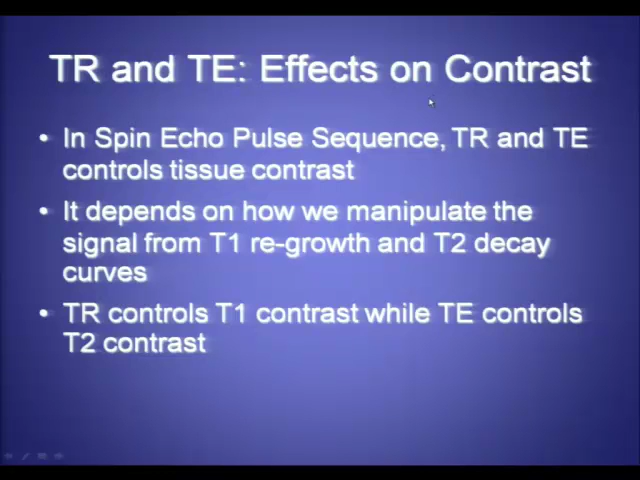 TR and TE: Effects on Contrast
• In Spin Echo Pulse Sequence, TR and TE
controls tissue contrast
• It depends on how we manipulate the
signal from T1 re-growth and T2 decay
curves
• TR controls T1 contrast while TE controls
T2 contrast